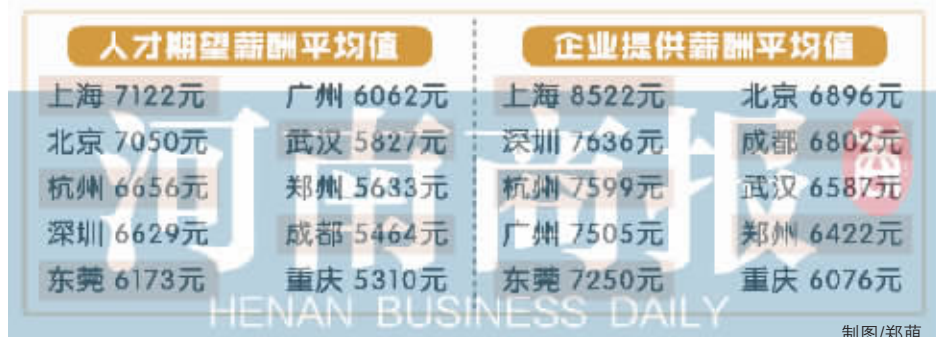 人才期望薪酬平均值
上海 7122元 广州 6062元
北京 7050元 武汉 5827元
杭州 6656元 郑州 5633元
深圳 6629元 成都 5464元
东莞 6173元 重庆 5310元
企业提供薪酬平均值
上海 8522元 北京 6896元
深圳 7636元 成都 6802元
杭州 7599元 武汉 6587元
广州 7505元 郑州 6422元
东莞 7250元 重庆 6076元
河南商报
HENAN BUSINESS DAILY
制图/郑萌